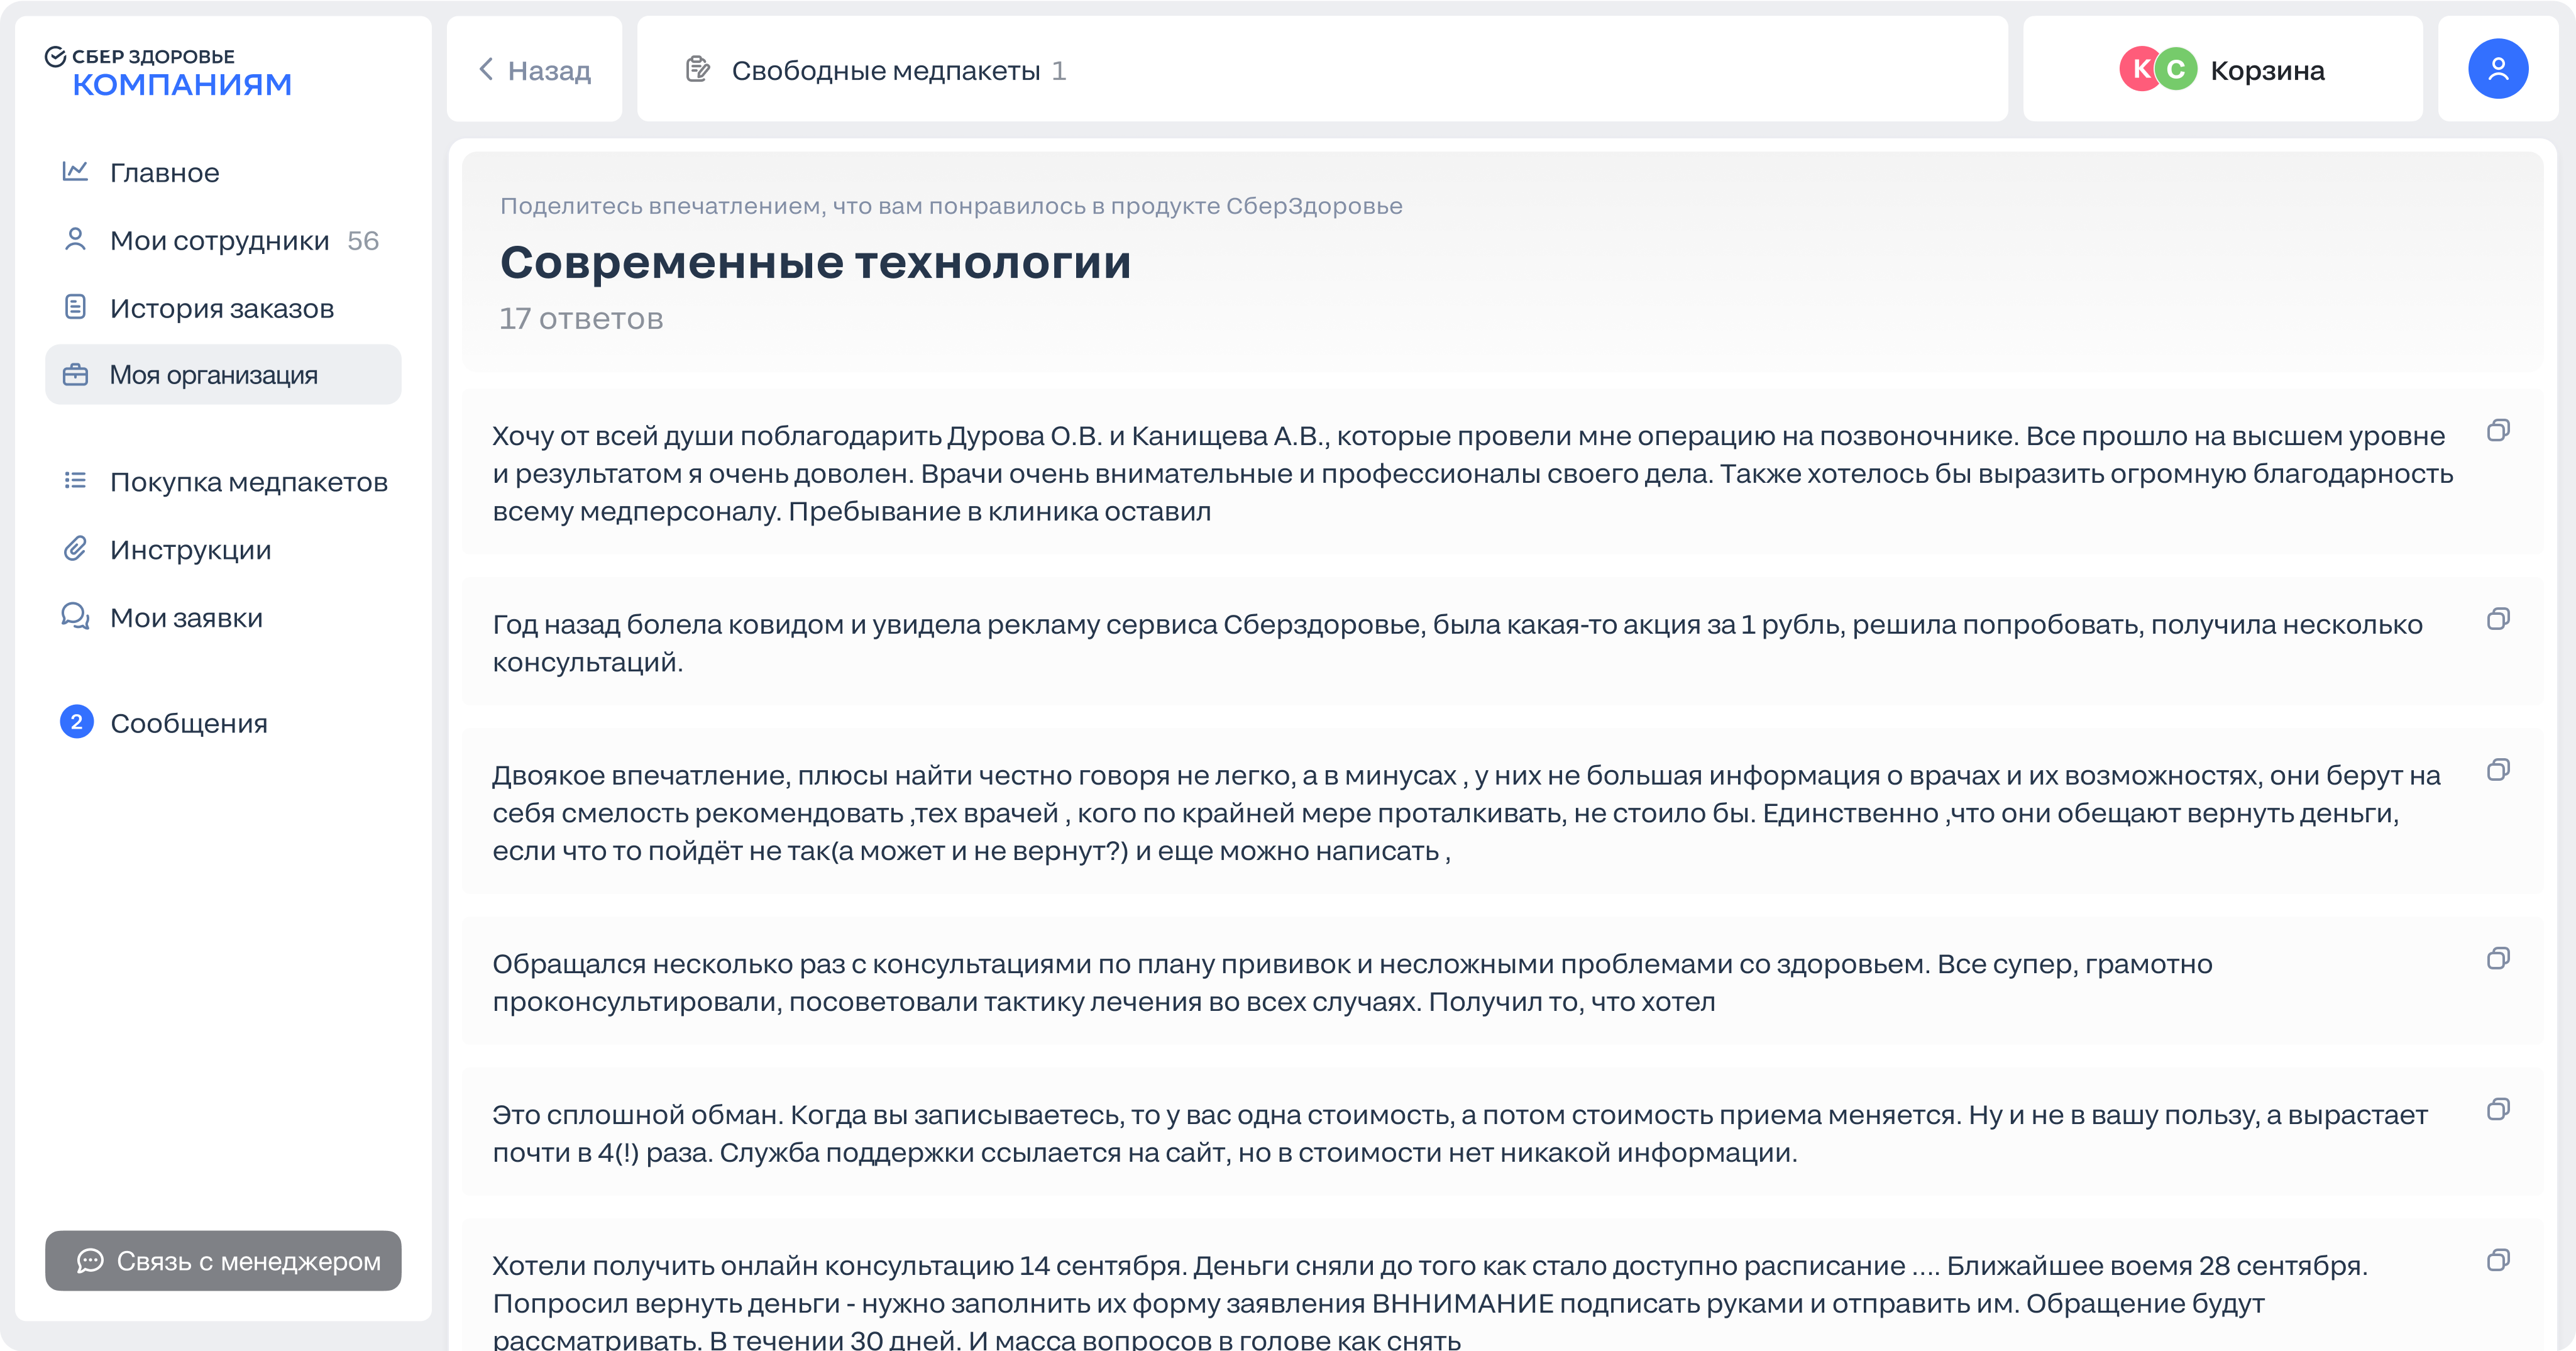 СБЕР ЗДОРОВЬЕ
КОМПАНИЯМ
Главное
Мои сотрудники 56
История заказов
Моя организация
Покупка медпакетов
Инструкции
Мои заявки
2 Сообщения
Связь с менеджером
Назад
Свободные медпакеты 1
К С Корзина
Поделитесь впечатлением, что вам понравилось в продукте СберЗдоровье
Современные технологии
17 ответов
Хочу от всей души поблагодарить Дурова О.В. и Канищева А.В., которые провели мне операцию на позвоночнике. Все прошло на высшем уровне
и результатом я очень доволен. Врачи очень внимательные и профессионалы своего дела. Также хотелось бы выразить огромную благодарность
всему медперсоналу. Пребывание в клиника оставил
Год назад болела ковидом и увидела рекламу сервиса Сберздоровье, была какая-то акция за 1 рубль, решила попробовать, получила несколько
консультаций.
Двоякое впечатление, плюсы найти честно говоря не легко, а в минусах , у них не большая информация о врачах и их возможностях, они берут на
себя смелость рекомендовать ,тех врачей , кого по крайней мере проталкивать, не стоило бы. Единственно ,что они обещают вернуть деньги,
если что то пойдёт не так(а может и не вернут?) и еще можно написать ,
Обращался несколько раз с консультациями по плану прививок и несложными проблемами со здоровьем. Все супер, грамотно
проконсультировали, посоветовали тактику лечения во всех случаях. Получил то, что хотел
Это сплошной обман. Когда вы записываетесь, то у вас одна стоимость, а потом стоимость приема меняется. Ну и не в вашу пользу, а вырастает
почти в 4(!) раза. Служба поддержки ссылается на сайт, но в стоимости нет никакой информации.
Хотели получить онлайн консультацию 14 сентября. Деньги сняли до того как стало доступно расписание .... Ближайшее воемя 28 сентября.
Попросил вернуть деньги - нужно заполнить их форму заявления ВННИМАНИЕ подписать руками и отправить им. Обращение будут
рассматривать. В течении 30 дней. И масса вопросов в голове как снять